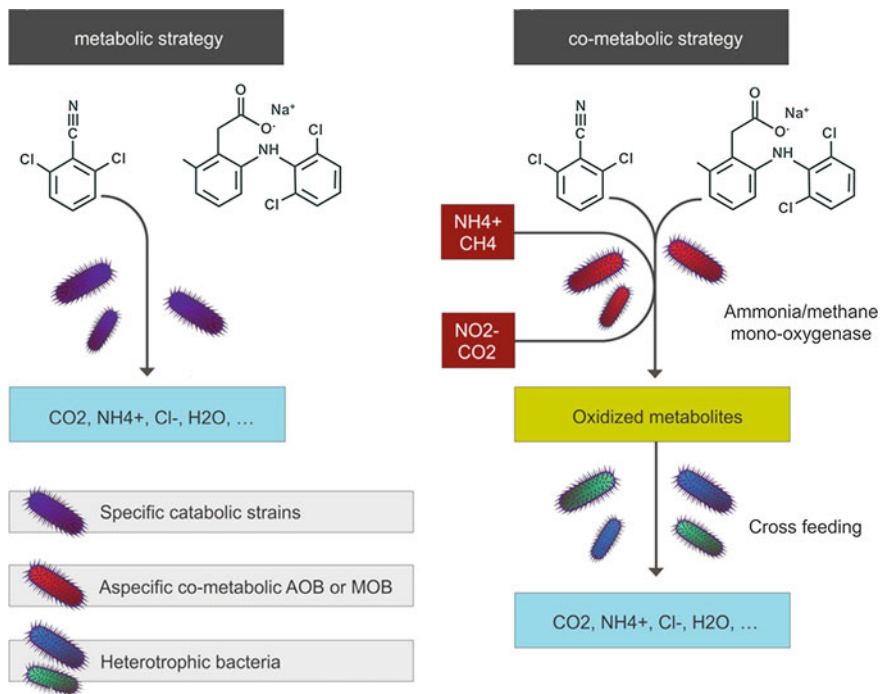 metabolic strategy
co-metabolic strategy
N
C
Cl
Cl
O
O-
Na+
NH
Cl
Cl
N
C
Cl
Cl
O
O-
Na+
NH
Cl
Cl
NH4+
CH4
NO2-
CO2
Ammonia/methane
mono-oxygenase
CO2, NH4+, Cl-, H2O, …
Oxidized metabolites
Specific catabolic strains
Cross feeding
Aspecific co-metabolic AOB or MOB
CO2, NH4+, Cl-, H2O, …
Heterotrophic bacteria